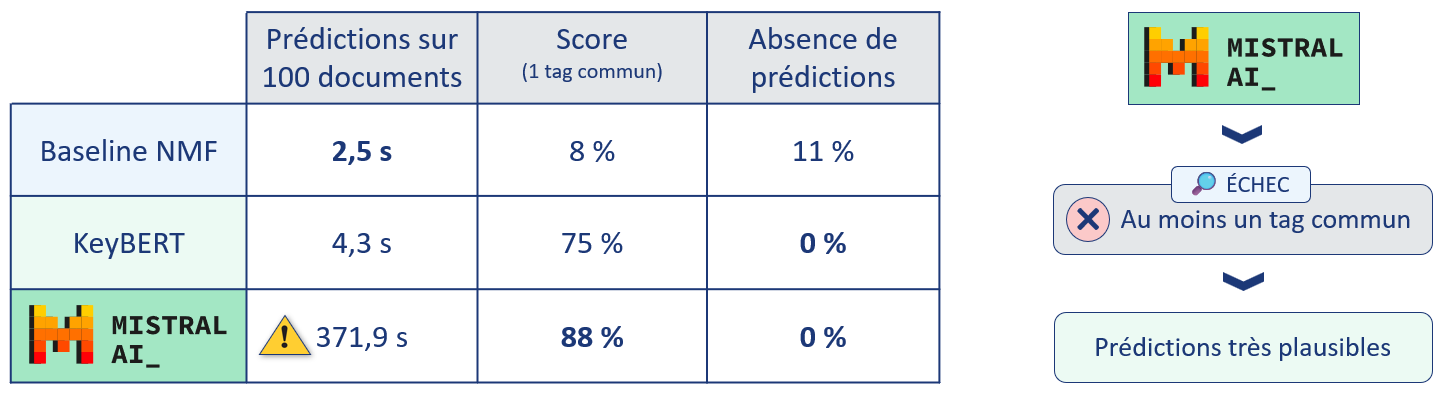 Prédictions sur
100 documents
Score
(1 tag commun)
Absence de
prédictions
Baseline NMF
2,5 s
8 %
11 %
KeyBERT
4,3 s
75 %
0 %
MISTRAL
AI_
371,9 s
88 %
0 %
MISTRAL
AI_
ÉCHEC
Au moins un tag commun
Prédictions très plausibles